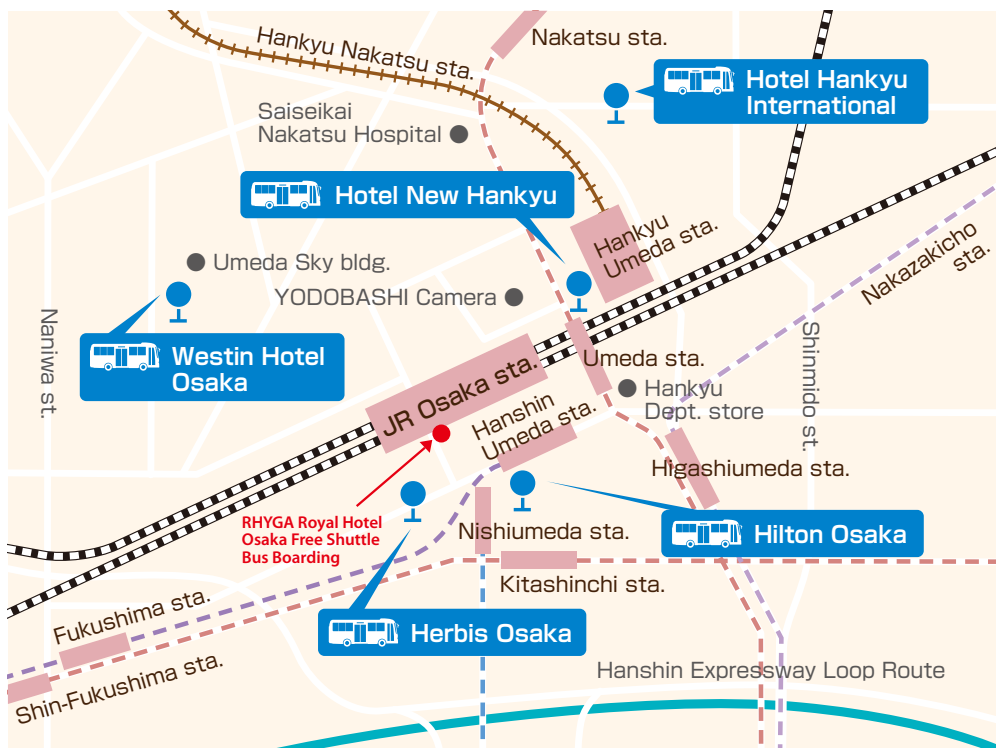 Nakatsu sta.
Hankyu Nakatsu sta.
Hotel Hankyu
International
Saiseikai
Nakatsu Hospital
Hotel New Hankyu
Hankyu
Umeda sta.
Nakazakicho
sta.
Umeda Sky bldg.
YODOBASHI Camera
Naniwa st.
Westin Hotel
Osaka
Umeda sta.
Shinmido st.
JR Osaka sta.
Hankyu
Dept. store
Hanshin
Umeda sta.
Higashiumeda sta.
RHYGA Royal Hotel
Osaka Free Shuttle
Bus Boarding
Nishiumeda sta.
Hilton Osaka
Kitashinchi sta.
Fukushima sta.
Herbis Osaka
Shin-Fukushima sta.
Hanshin Expressway Loop Route